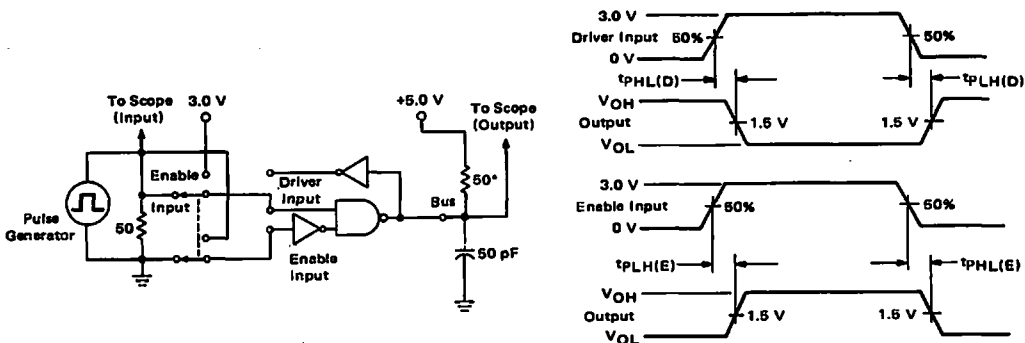 To Scope
(Input)
3.0 V
Enable
Input
50
Pulse
Generator
Driver
Input
Enable
Input
+5.0 V
To Scope
(Output)
50*
Bus
50 pF
3.0 V
Driver Input
0 V
50%
50%
tPHL(D)
tPLH(D)
VOH
Output
VOL
1.5 V
1.5 V
3.0 V
Enable Input
0 V
50%
50%
tPLH(E)
tPHL(E)
VOH
Output
VOL
1.5 V
1.5 V